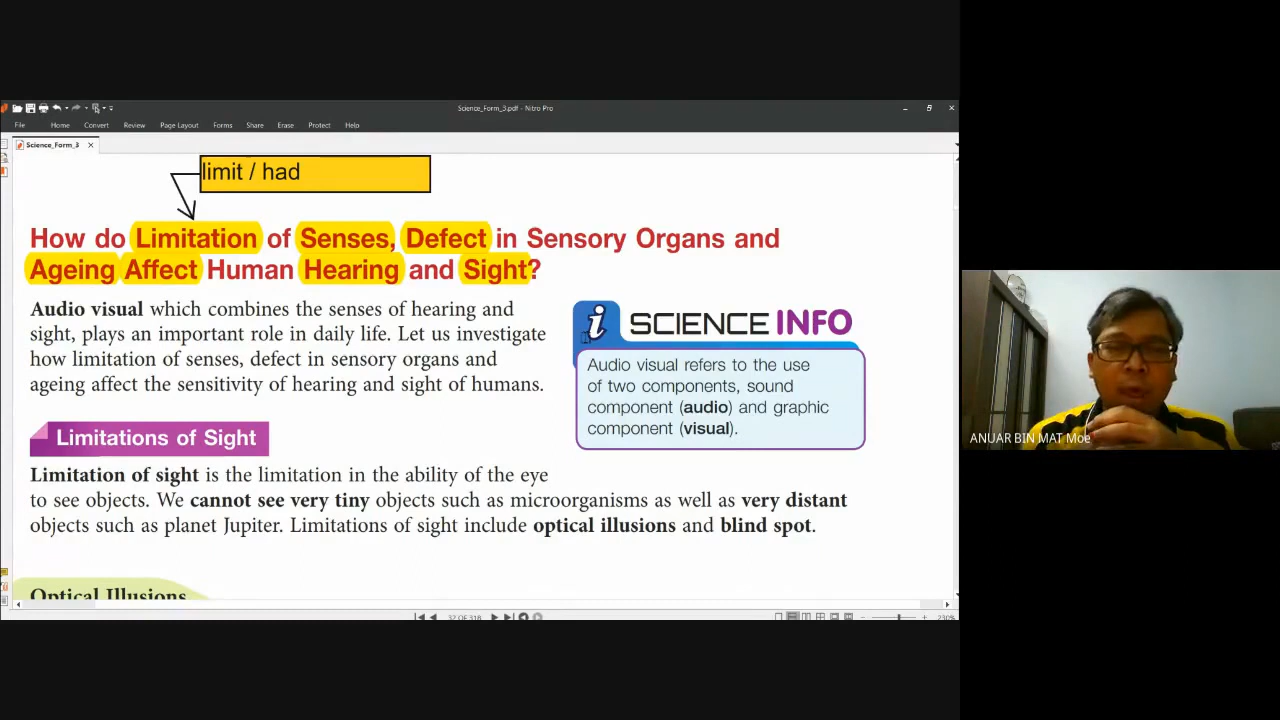 Science_Form_3.pdf - Nitro Pro
File Home Convert Review Page Layout Forms Share Erase Protect Help
Science_Form_3
limit / had
How do Limitation of Senses, Defect in Sensory Organs and
Ageing Affect Human Hearing and Sight?
Audio visual which combines the senses of hearing and
sight, plays an important role in daily life. Let us investigate
how limitation of senses, defect in sensory organs and
ageing affect the sensitivity of hearing and sight of humans.
i SCIENCE INFO
Audio visual refers to the use
of two components, sound
component (audio) and graphic
component (visual).
Limitations of Sight
Limitation of sight is the limitation in the ability of the eye
to see objects. We cannot see very tiny objects such as microorganisms as well as very distant
objects such as planet Jupiter. Limitations of sight include optical illusions and blind spot.
Optical Illusions
32 OF 318
230%
ANUAR BIN MAT Moe